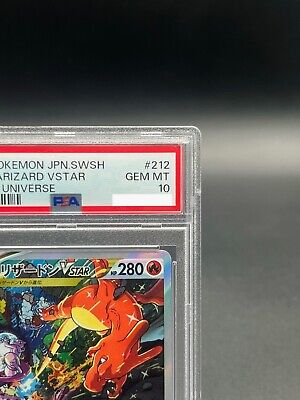 OKEMON JPN.SWSH #212
ARIZARD VSTAR GEM MT
UNIVERSE 10
PSA
リザードンVSTAR HP280